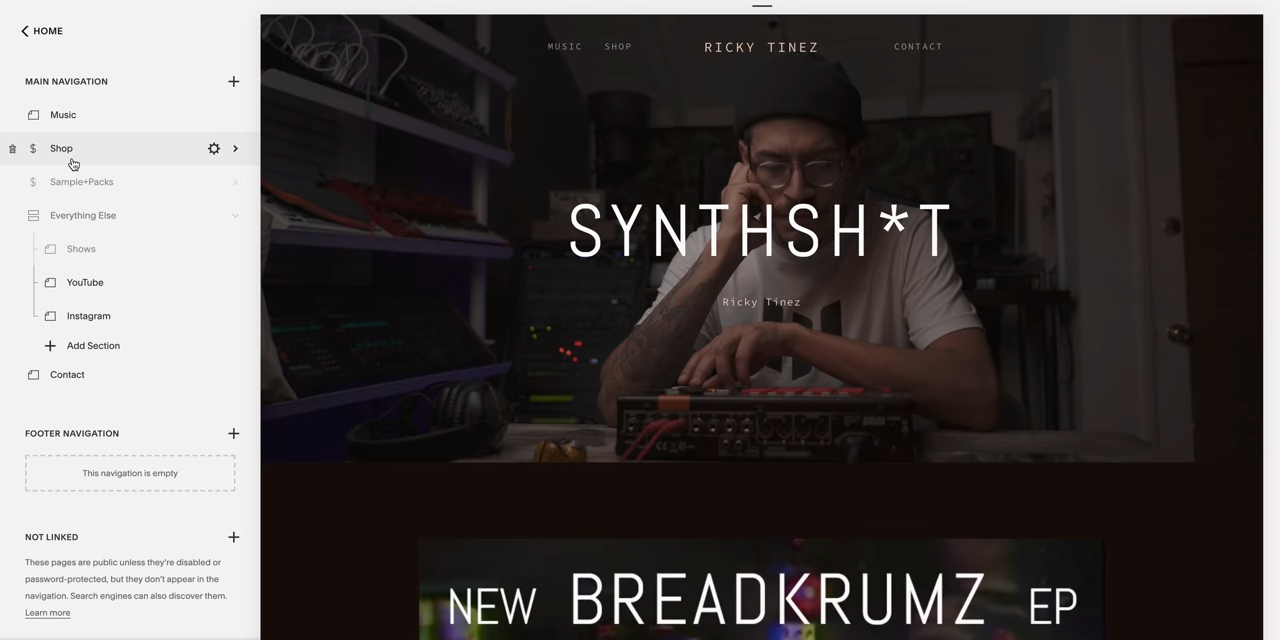 HOME
MAIN NAVIGATION
Music
Shop
Sample+Packs
Everything Else
Shows
YouTube
Instagram
Add Section
Contact
FOOTER NAVIGATION
This navigation is empty
NOT LINKED
These pages are public unless they're disabled or
password-protected, but they don't appear in the
navigation. Search engines can also discover them.
Learn more
MUSIC SHOP RICKY TINEZ CONTACT
SYNTHSH*T
Ricky Tinez
NEW BREADKRUMZ EP